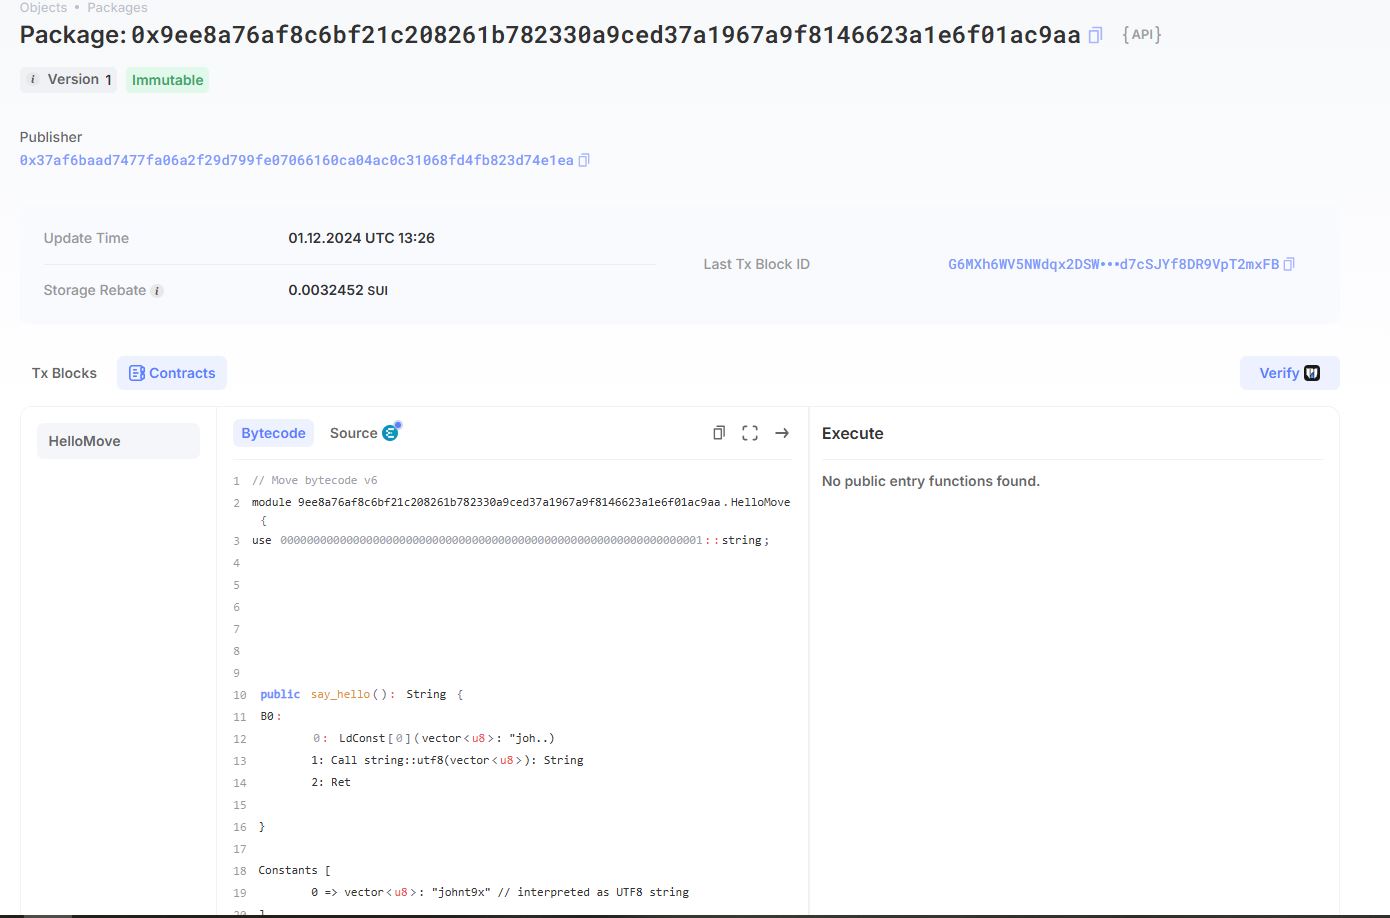 Objects • Packages
Package: 0x9ee8a76af8c6bf21c208261b782330a9ced37a1967a9f8146623a1e6f01ac9aa {API}
i Version 1 Immutable
Publisher
0x37af6baad7477fa06a2f29d799fe07066160ca04ac0c31068fd4fb823d74e1ea
Update Time 01.12.2024 UTC 13:26
Last Tx Block ID G6MXh6WV5NWdqx2DSW•••d7cSJYf8DR9VpT2mxFB
Storage Rebate i 0.0032452 SUI
Tx Blocks Contracts Verify
HelloMove
Bytecode Source
Execute
No public entry functions found.
1 // Move bytecode v6
2 module 9ee8a76af8c6bf21c208261b782330a9ced37a1967a9f8146623a1e6f01ac9aa.HelloMove
{
3 use 0000000000000000000000000000000000000000000000000000000000000001::string;
4
5
6
7
8
9
10 public say_hello(): String {
11 B0:
12 0: LdConst[0](vector<u8>: "joh..)
13 1: Call string::utf8(vector<u8>): String
14 2: Ret
15
16 }
17
18 Constants [
19 0 => vector<u8>: "johnt9x" // interpreted as UTF8 string
20 ]